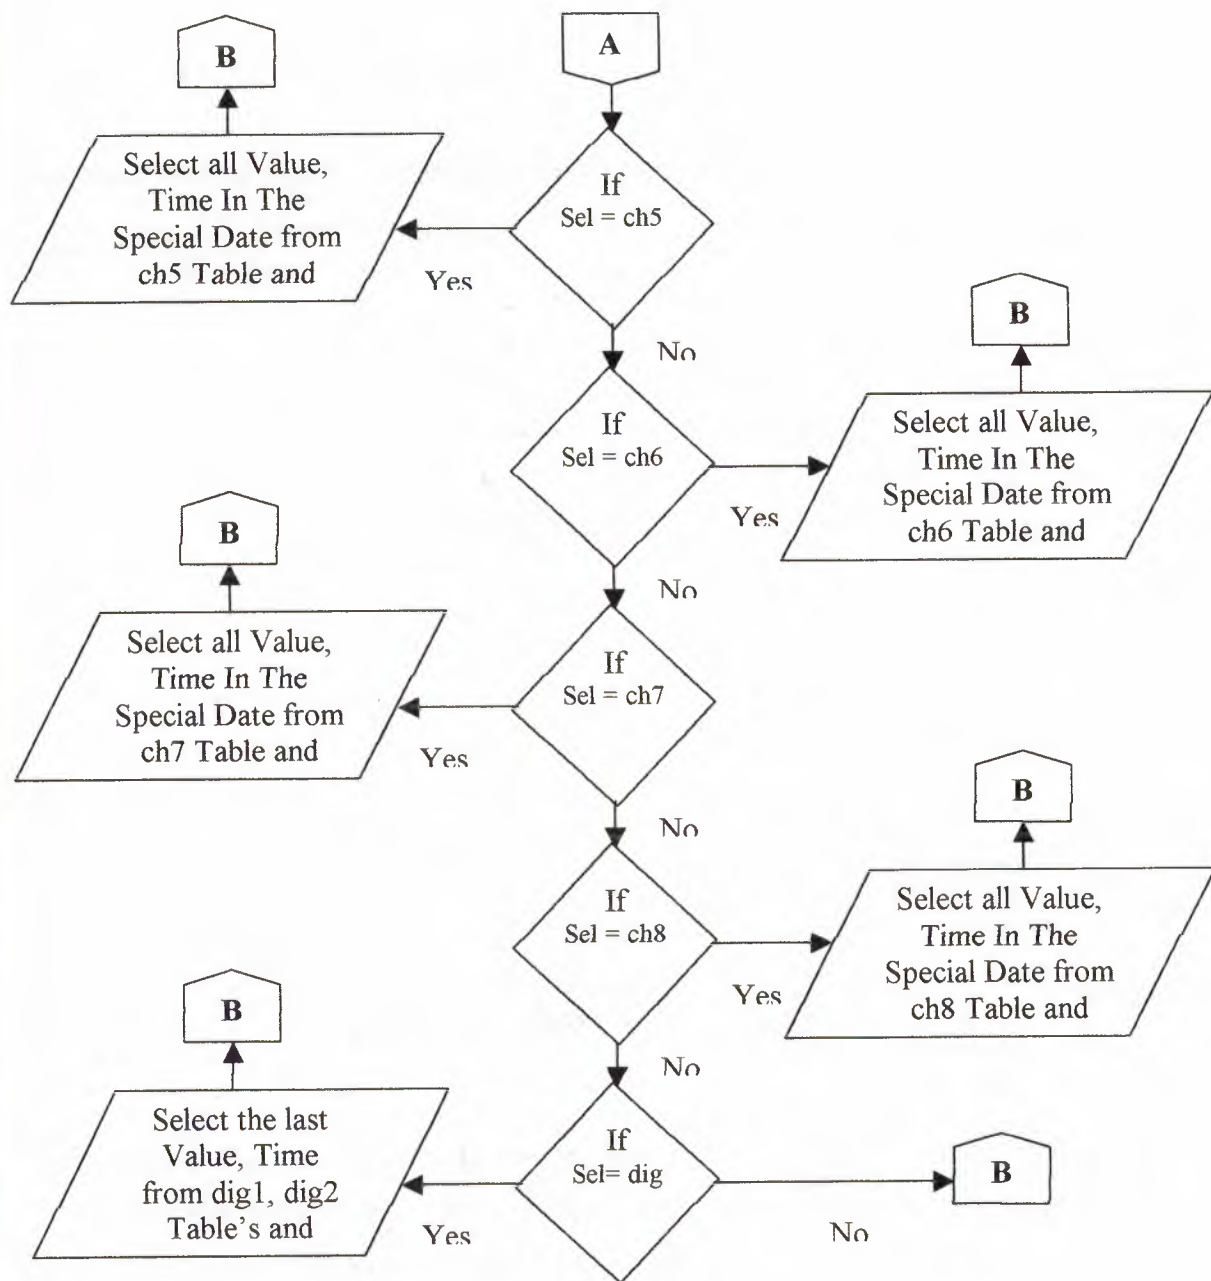 B
A
Select all Value,
Time In The
Special Date from
ch5 Table and
If
Sel = ch5
Yes
No
B
If
Sel = ch6
Select all Value,
Time In The
Special Date from
ch6 Table and
Yes
No
B
Select all Value,
Time In The
Special Date from
ch7 Table and
If
Sel = ch7
Yes
No
B
If
Sel = ch8
Select all Value,
Time In The
Special Date from
ch8 Table and
Yes
No
B
Select the last
Value, Time
from dig1, dig2
Table's and
If
Sel= dig
B
Yes
No